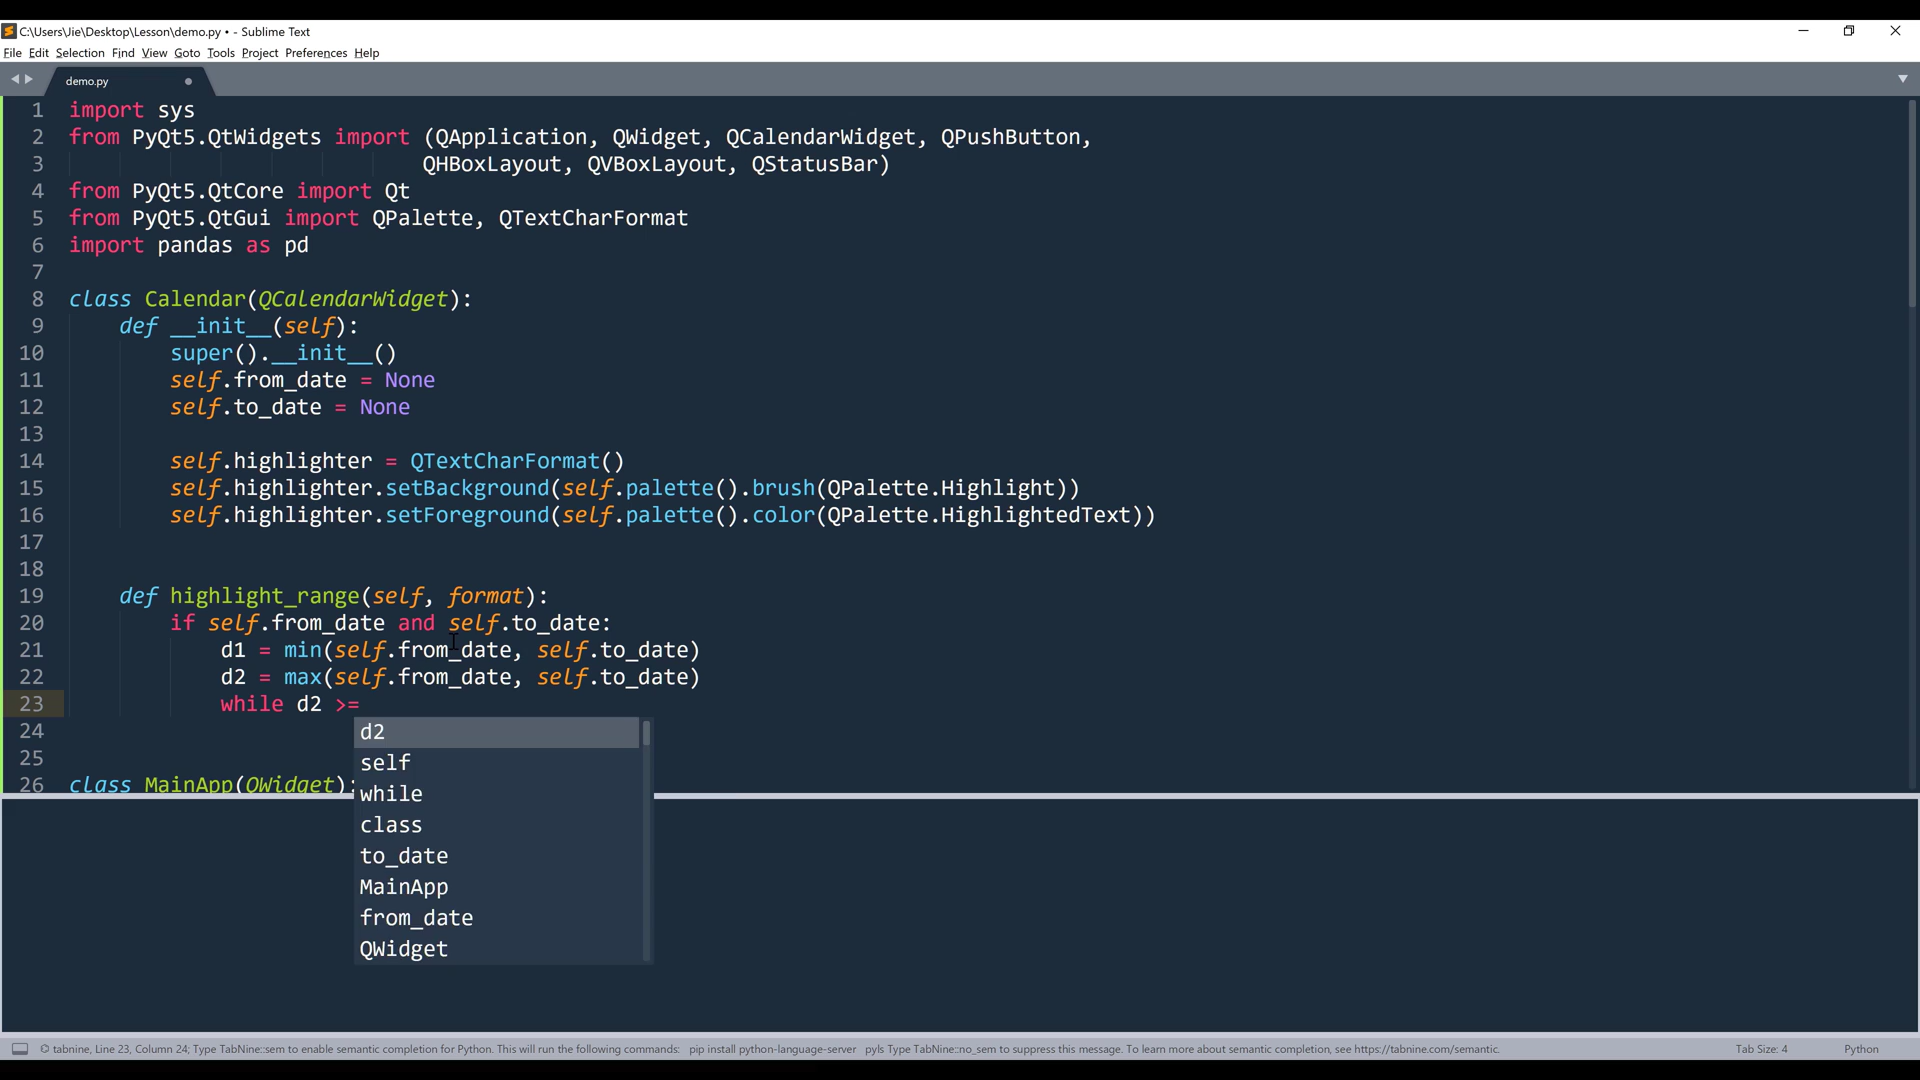 C:\Users\Jie\Desktop\Lesson\demo.py • - Sublime Text
File Edit Selection Find View Goto Tools Project Preferences Help
demo.py
1 import sys
2 from PyQt5.QtWidgets import (QApplication, QWidget, QCalendarWidget, QPushButton,
3 QHBoxLayout, QVBoxLayout, QStatusBar)
4 from PyQt5.QtCore import Qt
5 from PyQt5.QtGui import QPalette, QTextCharFormat
6 import pandas as pd
7
8 class Calendar(QCalendarWidget):
9 def __init__(self):
10 super().__init__()
11 self.from_date = None
12 self.to_date = None
13
14 self.highlighter = QTextCharFormat()
15 self.highlighter.setBackground(self.palette().brush(QPalette.Highlight))
16 self.highlighter.setForeground(self.palette().color(QPalette.HighlightedText))
17
18
19 def highlight_range(self, format):
20 if self.from_date and self.to_date:
21 d1 = min(self.from_date, self.to_date)
22 d2 = max(self.from_date, self.to_date)
23 while d2 >=
24
25
26 class MainApp(QWidget):
d2
self
while
class
to_date
MainApp
from_date
QWidget
tabnine, Line 23, Column 24; Type TabNine::sem to enable semantic completion for Python. This will run the following commands: pip install python-language-server pyls Type TabNine::no_sem to suppress this message. To learn more about semantic completion, see https://tabnine.com/semantic. Tab Size: 4 Python